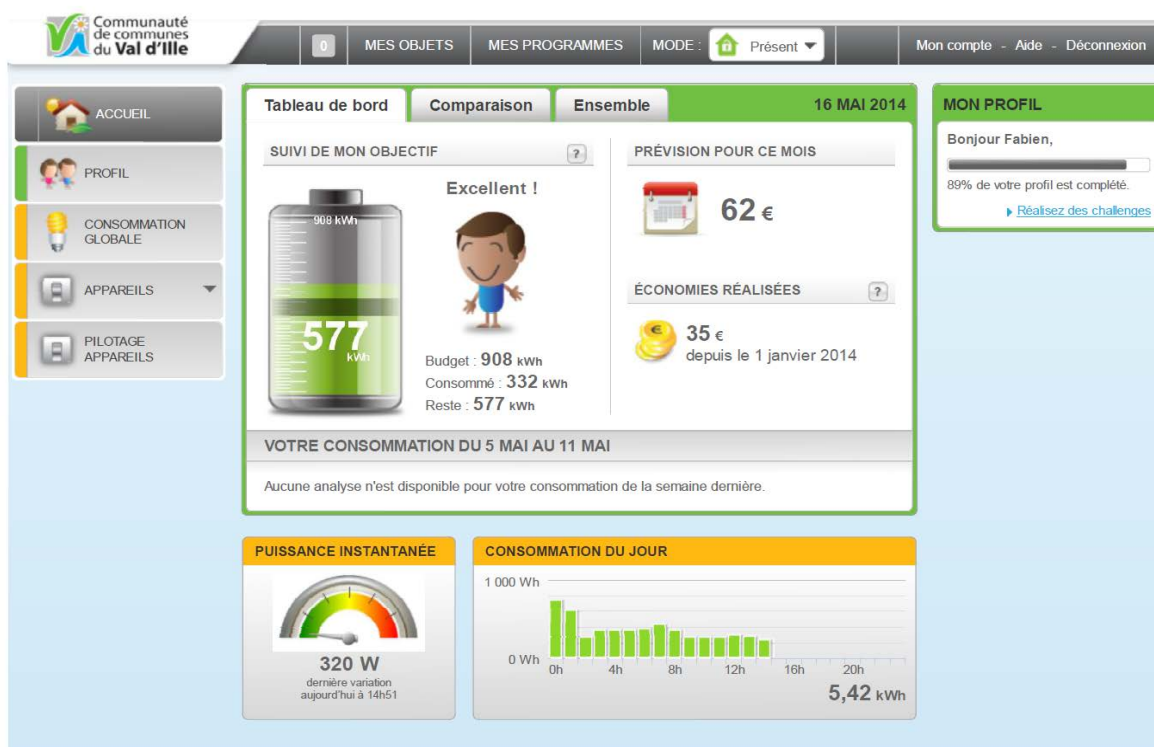 Communauté
de communes
du Val d'Ille
0
MES OBJETS
MES PROGRAMMES
MODE :
Présent
Mon compte - Aide - Déconnexion
ACCUEIL
PROFIL
CONSOMMATION
GLOBALE
APPAREILS
PILOTAGE
APPAREILS
Tableau de bord
Comparaison
Ensemble
16 MAI 2014
SUIVI DE MON OBJECTIF
?
908 kWh
577
kWh
Excellent !
Budget : 908 kWh
Consommé : 332 kWh
Reste : 577 kWh
PRÉVISION POUR CE MOIS
62 €
ÉCONOMIES RÉALISÉES
?
€
35 €
depuis le 1 janvier 2014
VOTRE CONSOMMATION DU 5 MAI AU 11 MAI
Aucune analyse n'est disponible pour votre consommation de la semaine dernière.
MON PROFIL
Bonjour Fabien,
89% de votre profil est complété.
Réalisez des challenges
PUISSANCE INSTANTANÉE
320 W
dernière variation
aujourd'hui à 14h51
CONSOMMATION DU JOUR
1 000 Wh
0 Wh
0h 4h 8h 12h 16h 20h
5,42 kWh